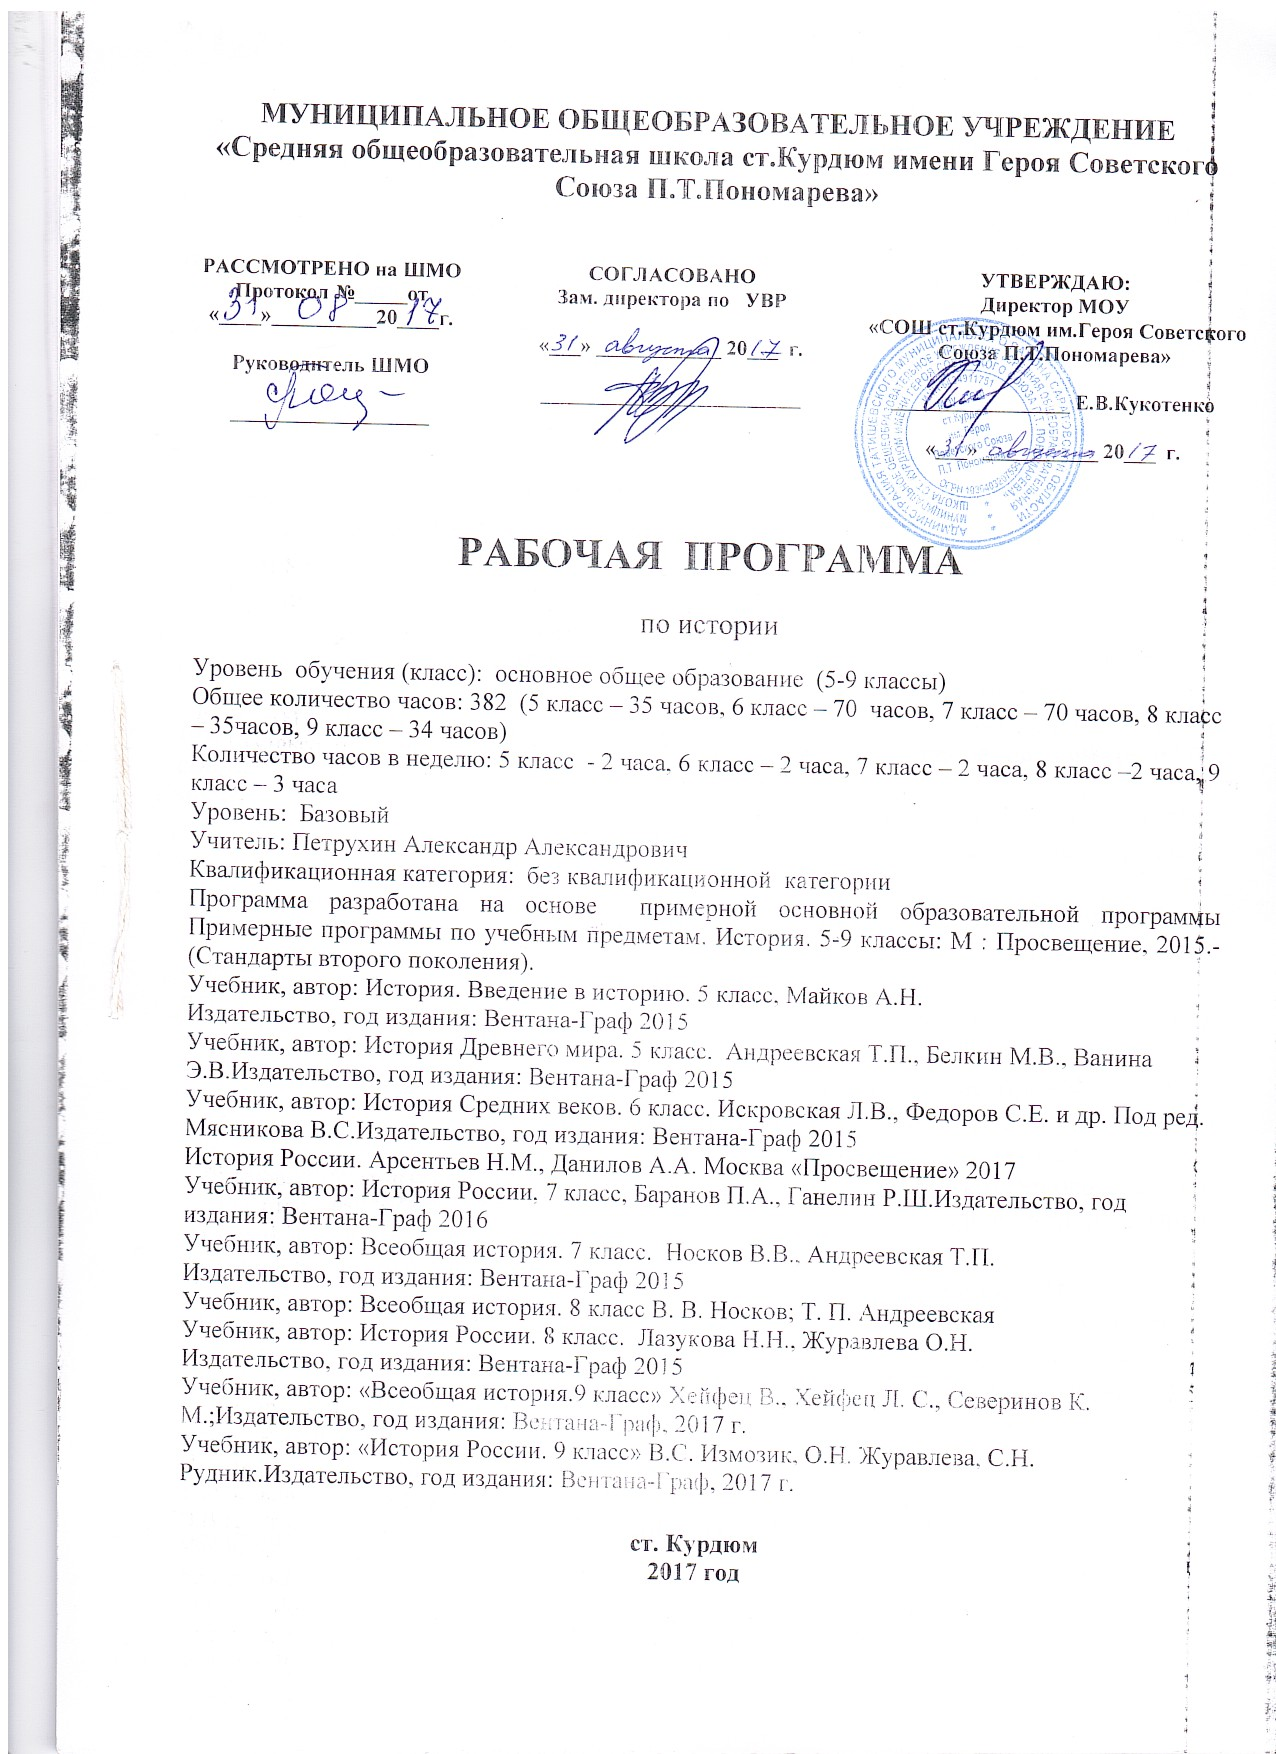 МУНИЦИПАЛЬНОЕ ОБЩЕОБРАЗОВАТЕЛЬНОЕ УЧРЕЖДЕНИЕ
«Средняя общеобразовательная школа ст.Курдюм имени Героя Советского
Союза П.Т.Пономарева»
РАССМОТРЕНО на ШМО
Протокол №_____от
«31»  08  2017г.
Руководитель ШМО
СОГЛАСОВАНО
Зам. директора по УВР
«31» августа 2017 г.
УТВЕРЖДАЮ:
Директор МОУ
«СОШ ст.Курдюм им.Героя Советского
Союза П.Т.Пономарева»
Е.В.Кукотенко
«31» августа 2017 г.
РАБОЧАЯ ПРОГРАММА
по истории
Уровень обучения (класс): основное общее образование (5-9 классы)
Общее количество часов: 382 (5 класс – 35 часов, 6 класс – 70 часов, 7 класс – 70 часов, 8 класс
– 35часов, 9 класс – 34 часов)
Количество часов в неделю: 5 класс - 2 часа, 6 класс – 2 часа, 7 класс – 2 часа, 8 класс –2 часа, 9
класс – 3 часа
Уровень: Базовый
Учитель: Петрухин Александр Александрович
Квалификационная категория: без квалификационной категории
Программа разработана на основе примерной основной образовательной программы
Примерные программы по учебным предметам. История. 5-9 классы: М : Просвещение, 2015.-
(Стандарты второго поколения).
Учебник, автор: История. Введение в историю. 5 класс, Майков А.Н.
Издательство, год издания: Вентана-Граф 2015
Учебник, автор: История Древнего мира. 5 класс. Андреевская Т.П., Белкин М.В., Ванина
Э.В.Издательство, год издания: Вентана-Граф 2015
Учебник, автор: История Средних веков. 6 класс. Искровская Л.В., Федоров С.Е. и др. Под ред.
Мясникова В.С.Издательство, год издания: Вентана-Граф 2015
История России. Арсентьев Н.М., Данилов А.А. Москва «Просвещение» 2017
Учебник, автор: История России. 7 класс, Баранов П.А., Ганелин Р.Ш.Издательство, год
издания: Вентана-Граф 2016
Учебник, автор: Всеобщая история. 7 класс. Носков В.В., Андреевская Т.П.
Издательство, год издания: Вентана-Граф 2015
Учебник, автор: Всеобщая история. 8 класс В. В. Носков; Т. П. Андреевская
Учебник, автор: История России. 8 класс. Лазукова Н.Н., Журавлева О.Н.
Издательство, год издания: Вентана-Граф 2015
Учебник, автор: «Всеобщая история.9 класс» Хейфец В., Хейфец Л. С., Северинов К.
М.;Издательство, год издания: Вентана-Граф, 2017 г.
Учебник, автор: «История России. 9 класс» В.С. Измозик, О.Н. Журавлева, С.Н.
Рудник.Издательство, год издания: Вентана-Граф, 2017 г.
ст. Курдюм
2017 год